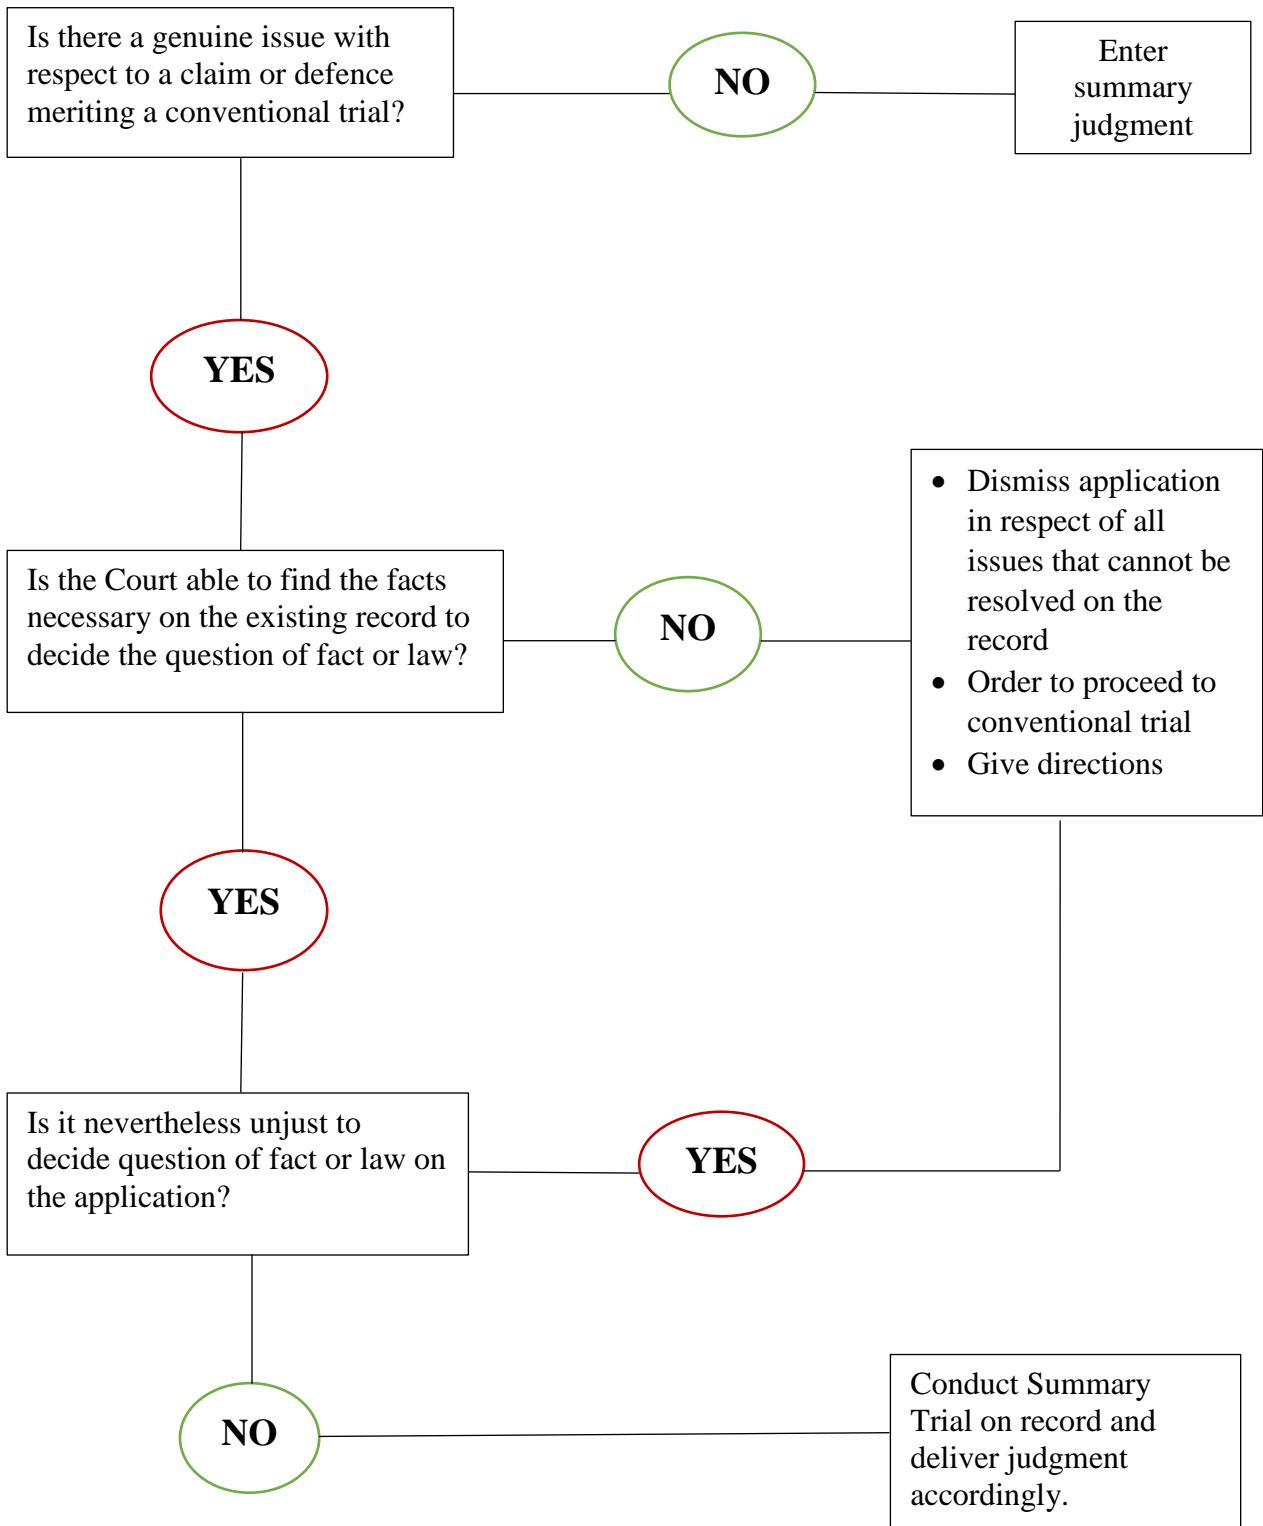 Is there a genuine issue with
respect to a claim or defence
meriting a conventional trial?
NO
Enter
summary
judgment
YES
Is the Court able to find the facts
necessary on the existing record to
decide the question of fact or law?
NO
• Dismiss application
in respect of all
issues that cannot be
resolved on the
record
• Order to proceed to
conventional trial
• Give directions
YES
Is it nevertheless unjust to
decide question of fact or law on
the application?
YES
NO
Conduct Summary
Trial on record and
deliver judgment
accordingly.